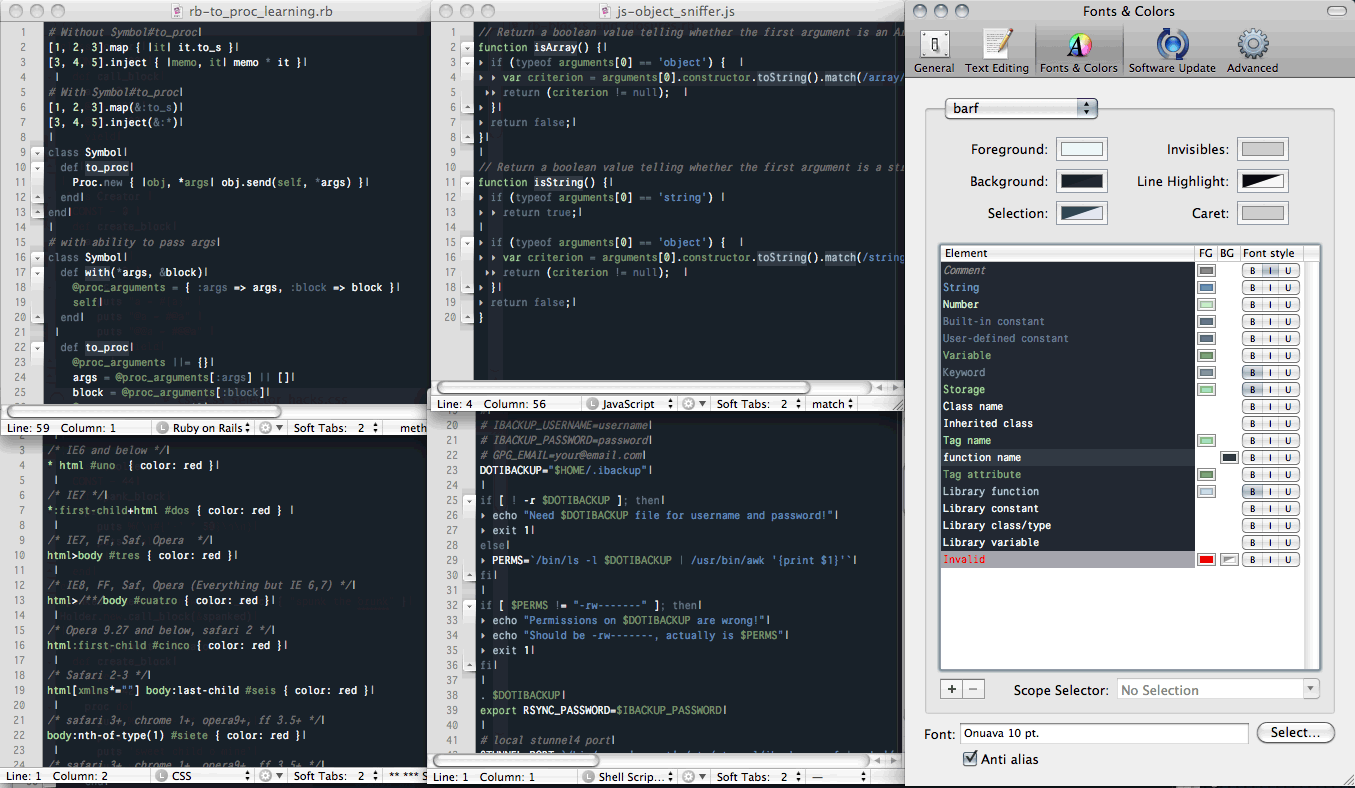 rb-to_proc_learning.rb
1 # Without Symbol#to_proc
2 [1, 2, 3].map { |it| it.to_s }
3 [3, 4, 5].inject { |memo, it| memo * it }
4
5 # With Symbol#to_proc
6 [1, 2, 3].map(&:to_s)
7 [3, 4, 5].inject(&:*)
8
9 class Symbol
10 def to_proc
11 Proc.new { |obj, *args| obj.send(self, *args) }
12 end
13 end
14
15 # with ability to pass args
16 class Symbol
17 def with(*args, &block)
18 @proc_arguments = { :args => args, :block => block }
19 self
20 end
21
22 def to_proc
23 @proc_arguments ||= {}
24 args = @proc_arguments[:args] || []
25 block = @proc_arguments[:block]
Line: 59 Column: 1 Ruby on Rails Soft Tabs: 2 meth
3
4 /* IE6 and below */
* html #uno { color: red }
5
6 /* IE7 */
7 *:first-child+html #dos { color: red }
8
9 /* IE7, FF, Saf, Opera */
10 html>body #tres { color: red }
11
12 /* IE8, FF, Saf, Opera (Everything but IE 6,7) */
13 html>/**/body #cuatro { color: red }
14
15 /* Opera 9.27 and below, safari 2 */
16 html:first-child #cinco { color: red }
17
18 /* Safari 2-3 */
19 html[xmlns*=""] body:last-child #seis { color: red }
20
21 /* safari 3+, chrome 1+, opera9+, ff 3.5+ */
22 body:nth-of-type(1) #siete { color: red }
23
24 /* safari 3+, chrome 1+, opera9+, ff 3.5+ */
Line: 1 Column: 2 CSS Soft Tabs: 2 ** *** S
js-object_sniffer.js
1 // Return a boolean value telling whether the first argument is an Ar
2 function isArray() {
3 if (typeof arguments[0] == 'object') {
4 var criterion = arguments[0].constructor.toString().match(/array/
5 return (criterion != null);
6 }
7 return false;
8 }
9
10 // Return a boolean value telling whether the first argument is a str
11 function isString() {
12 if (typeof arguments[0] == 'string')
13 return true;
14
15 if (typeof arguments[0] == 'object') {
16 var criterion = arguments[0].constructor.toString().match(/string
17 return (criterion != null);
18 }
19 return false;
20 }
Line: 4 Column: 56 JavaScript Soft Tabs: 2 match
20 # IBACKUP_USERNAME=username
21 # IBACKUP_PASSWORD=password
22 # GPG_EMAIL=your@email.com
23 DOTIBACKUP="$HOME/.ibackup"
24
25 if [ ! -r $DOTIBACKUP ]; then
26 echo "Need $DOTIBACKUP file for username and password!"
27 exit 1
28 else
29 PERMS=`/bin/ls -l $DOTIBACKUP | /usr/bin/awk '{print $1}'`
30 fi
31
32 if [ $PERMS != "-rw-------" ]; then
33 echo "Permissions on $DOTIBACKUP are wrong!"
34 echo "Should be -rw-------, actually is $PERMS"
35 exit 1
36 fi
37
38 . $DOTIBACKUP
39 export RSYNC_PASSWORD=$IBACKUP_PASSWORD
40
41 # local stunnel4 port
Line: 1 Column: 1 Shell Scrip... Soft Tabs: 2 —
Fonts & Colors
General Text Editing Fonts & Colors Software Update Advanced
barf
Foreground: Invisibles:
Background: Line Highlight:
Selection: Caret:
Element FG BG Font style
Comment B I U
String B I U
Number B I U
Built-in constant B I U
User-defined constant B I U
Variable B I U
Keyword B I U
Storage B I U
Class name B I U
Inherited class B I U
Tag name B I U
function name B I U
Tag attribute B I U
Library function B I U
Library constant B I U
Library class/type B I U
Library variable B I U
Invalid B I U
+ − Scope Selector: No Selection
Font: Onuava 10 pt. Select...
Anti alias